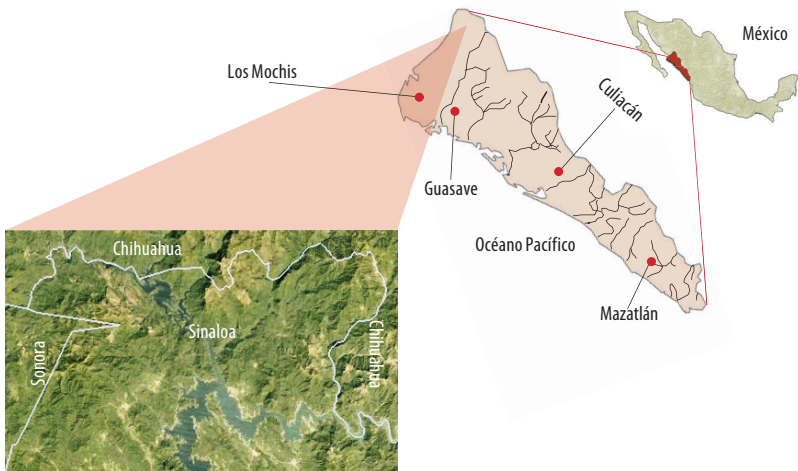 México
Los Mochis
Culiacán
Guasave
Océano Pacífico
Chihuahua
Mazatlán
Sinaloa
Sonora
Chihuahua